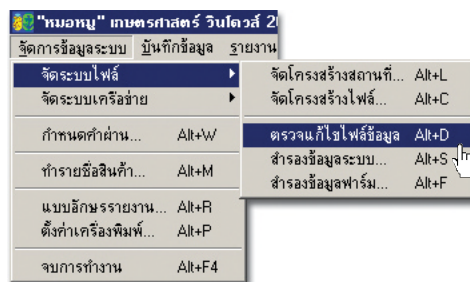 "หมอหมู" เกษตรศาสตร์ วินโดวส์ 2
จัดการข้อมูลระบบ บันทึกข้อมูล รายงาน
จัดระบบไฟล์
จัดระบบเครือข่าย
กำหนดคำผ่าน... Alt+W
ทำรายชื่อสินค้า... Alt+M
แบบอักษรรายงาน... Alt+R
ตั้งค่าเครื่องพิมพ์... Alt+P
จบการทำงาน Alt+F4
จัดโครงสร้างสถานที่... Alt+L
จัดโครงสร้างไฟล์... Alt+C
ตรวจแก้ไขไฟล์ข้อมูล Alt+D
สำรองข้อมูลระบบ... Alt+S
สำรองข้อมูลฟาร์ม... Alt+F